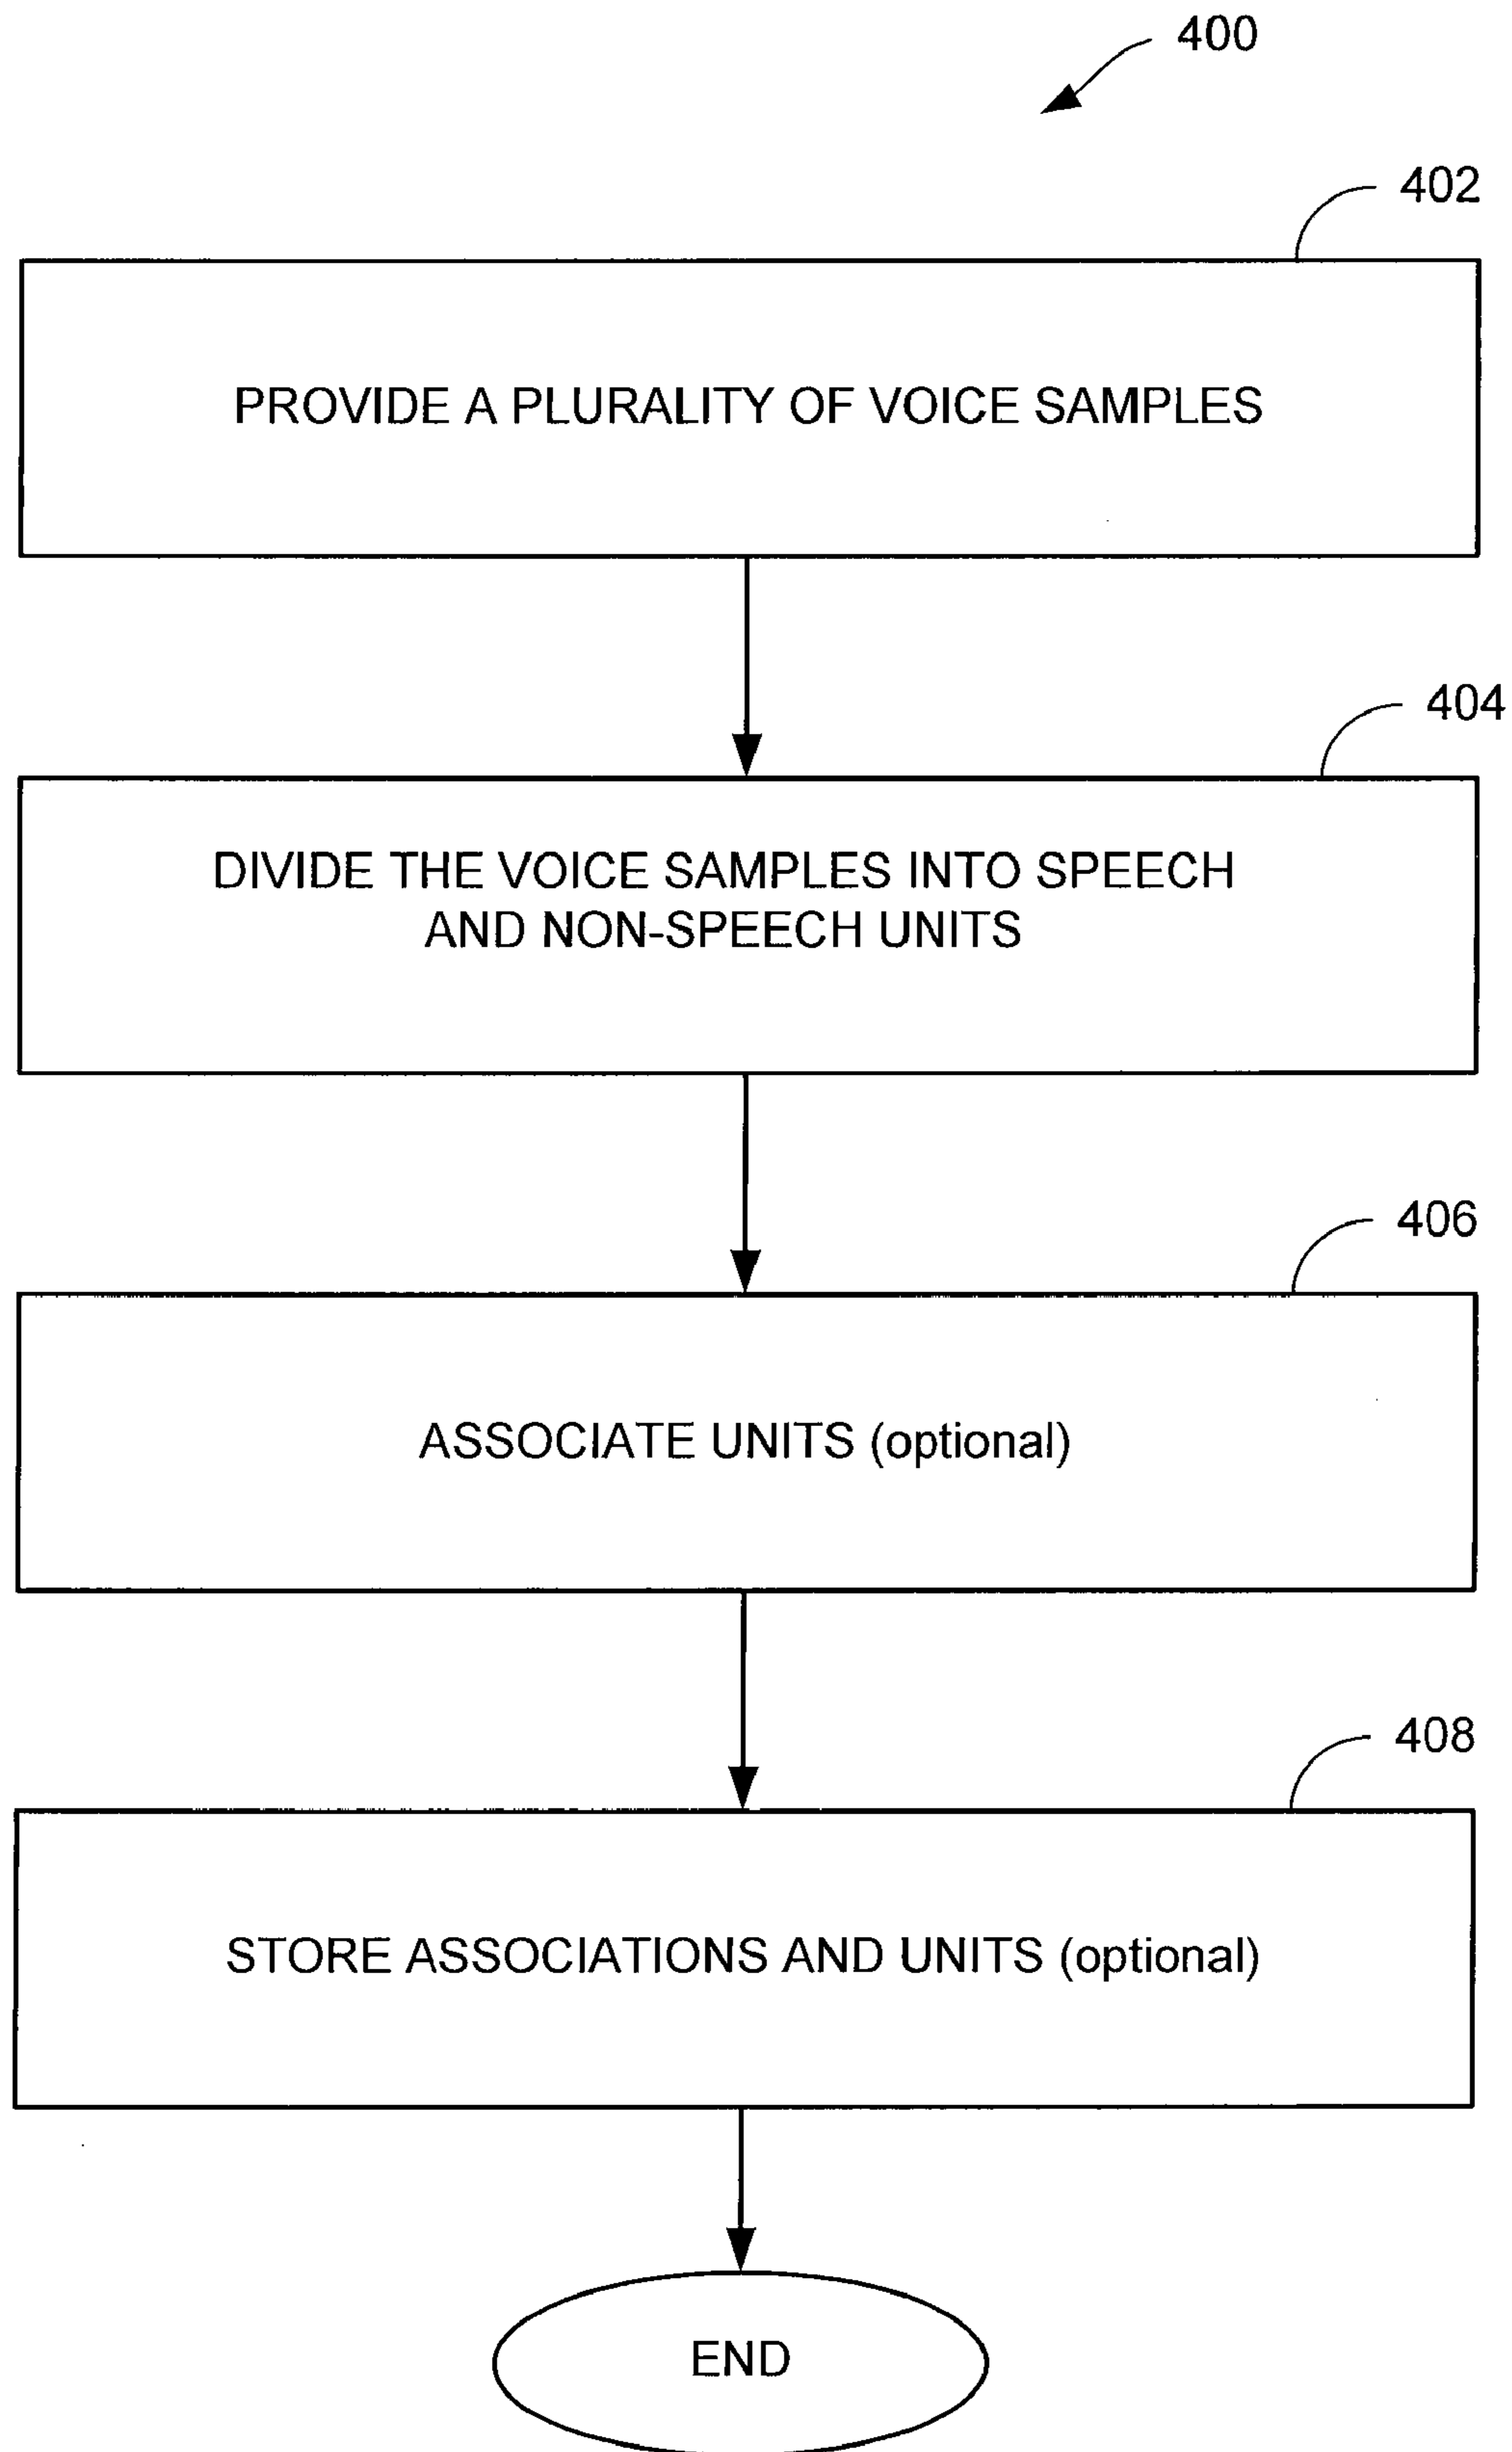 400
402
PROVIDE A PLURALITY OF VOICE SAMPLES
404
DIVIDE THE VOICE SAMPLES INTO SPEECH
AND NON-SPEECH UNITS
406
ASSOCIATE UNITS (optional)
408
STORE ASSOCIATIONS AND UNITS (optional)
END